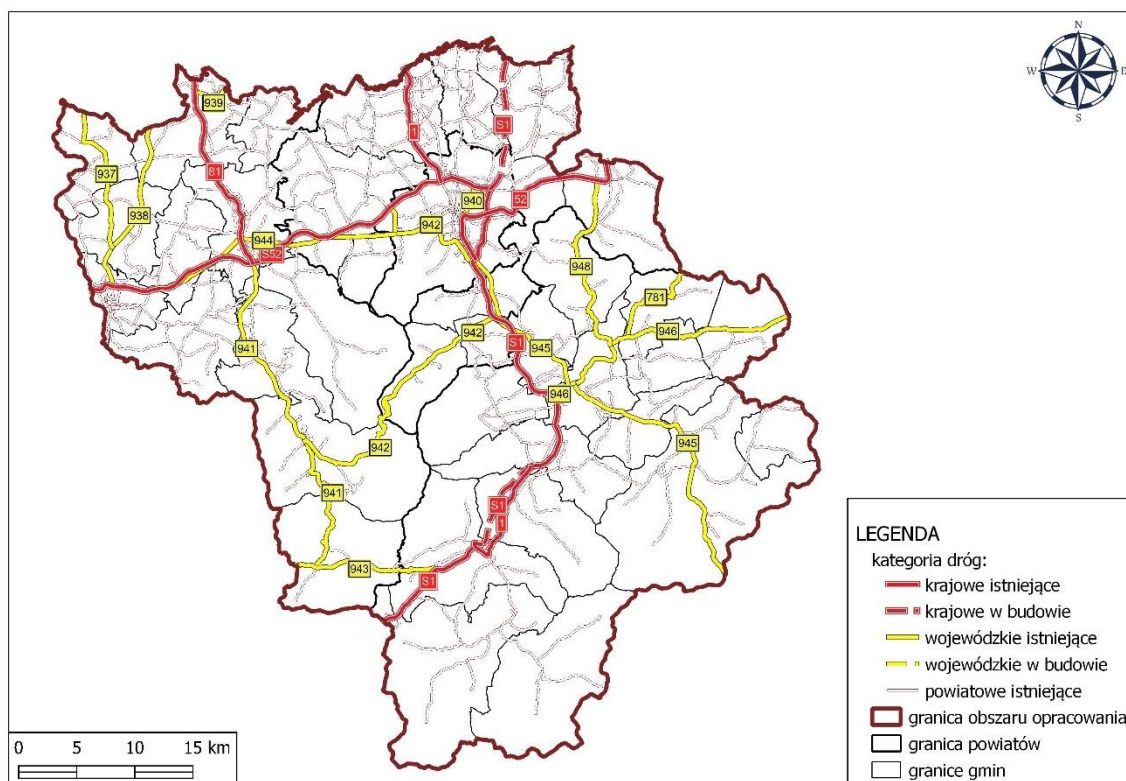 N
W E
S
939
1
S1
81
937
52
940
938
942
944
S52
948
781
942
946
S1
945
941
946
945
942
941
S1
1
943
S1
LEGENDA
kategoria dróg:
krajowe istniejące
krajowe w budowie
wojewódzkie istniejące
wojewódzkie w budowie
powiatowe istniejące
granica obszaru opracowania
granica powiatów
granice gmin
0 5 10 15 km